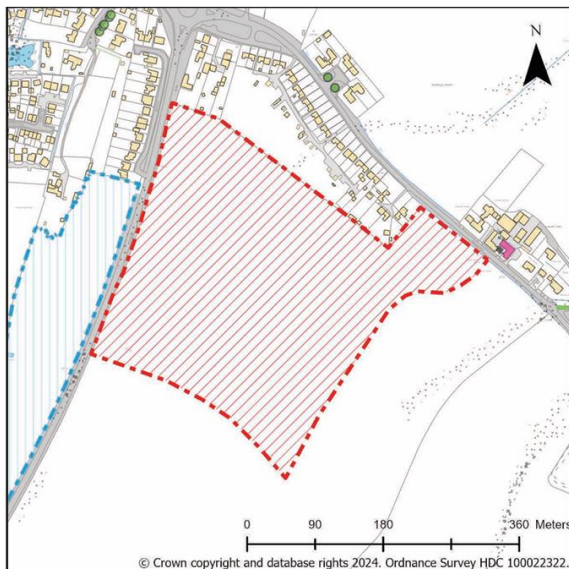 N
0 90 180 360 Meters
© Crown copyright and database rights 2024. Ordnance Survey HDC 100022322.